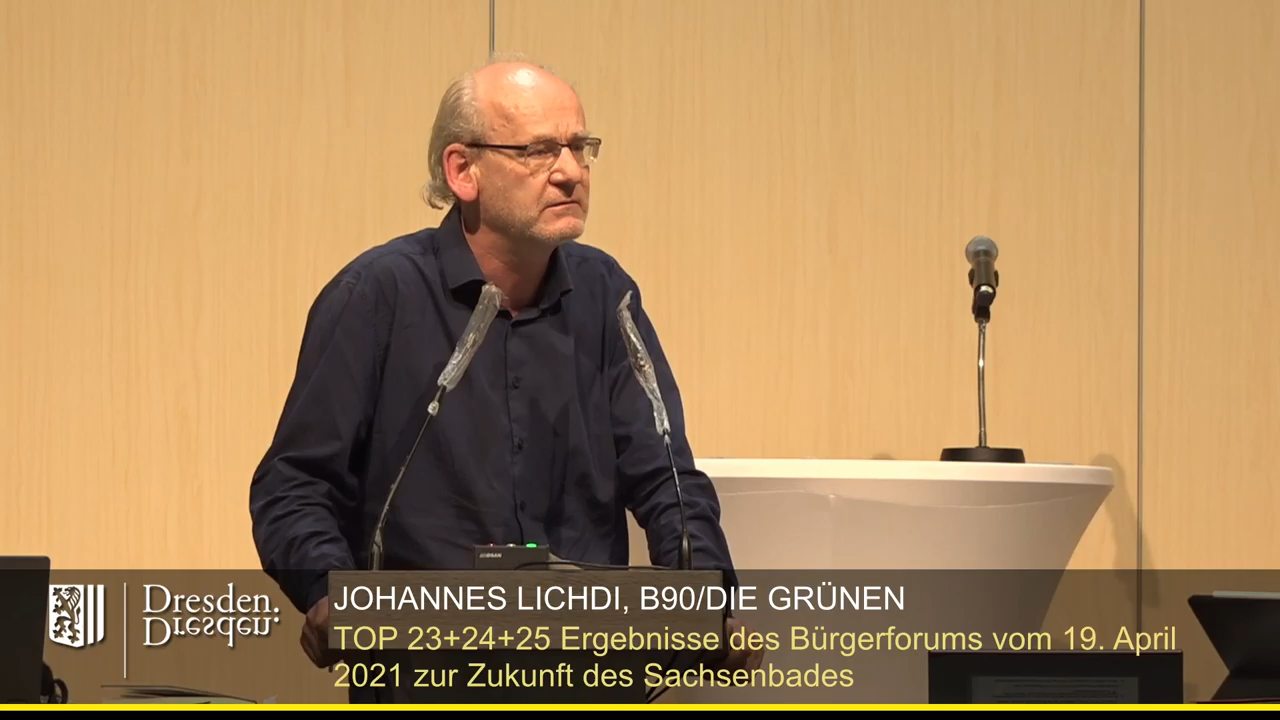 Dresden.
Dresden.
JOHANNES LICHDI, B90/DIE GRÜNEN
TOP 23+24+25 Ergebnisse des Bürgerforums vom 19. April
2021 zur Zukunft des Sachsenbades